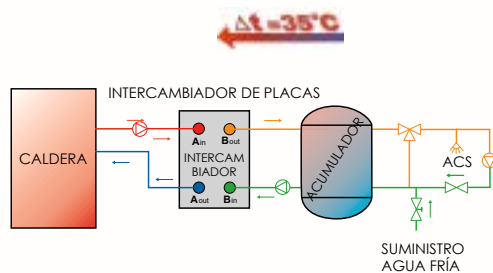 Δt =35°C
INTERCAMBIADOR DE PLACAS
CALDERA
Ain
Bout
INTERCAM
BIADOR
Aout
Bin
ACUMULADOR
ACS
SUMINISTRO
AGUA FRÍA